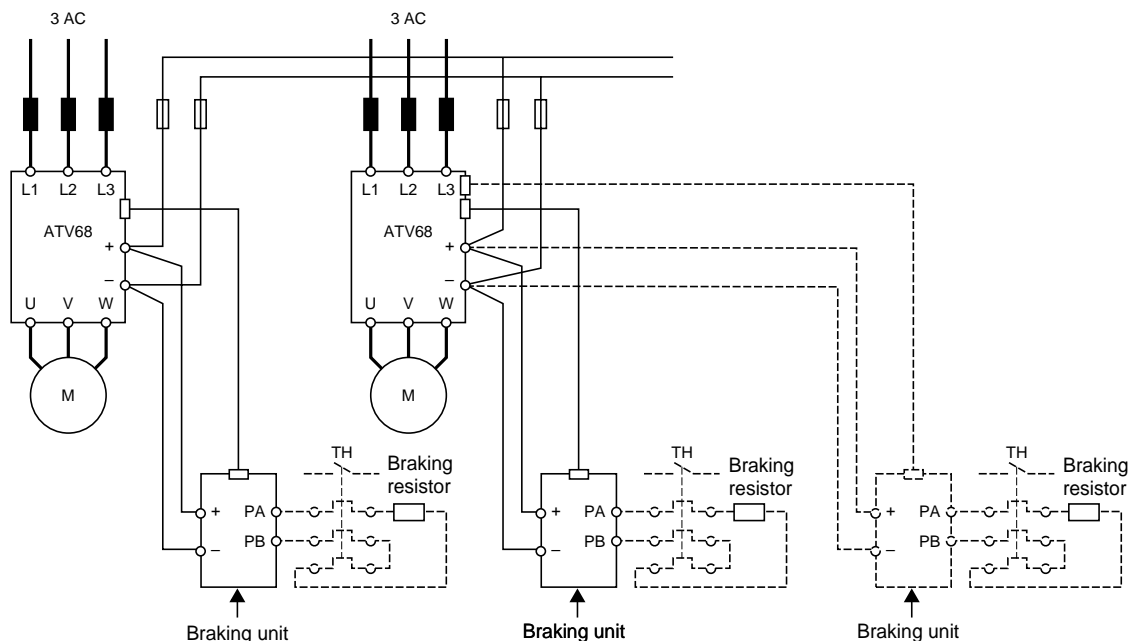 3 AC 3 AC
L1 L2 L3 L1 L2 L3
ATV68 ATV68
+ +
– –
U V W U V W
M M
TH TH TH
Braking Braking Braking
resistor resistor resistor
+ PA + PA + PA
– PB – PB – PB
Braking unit Braking unit Braking unit